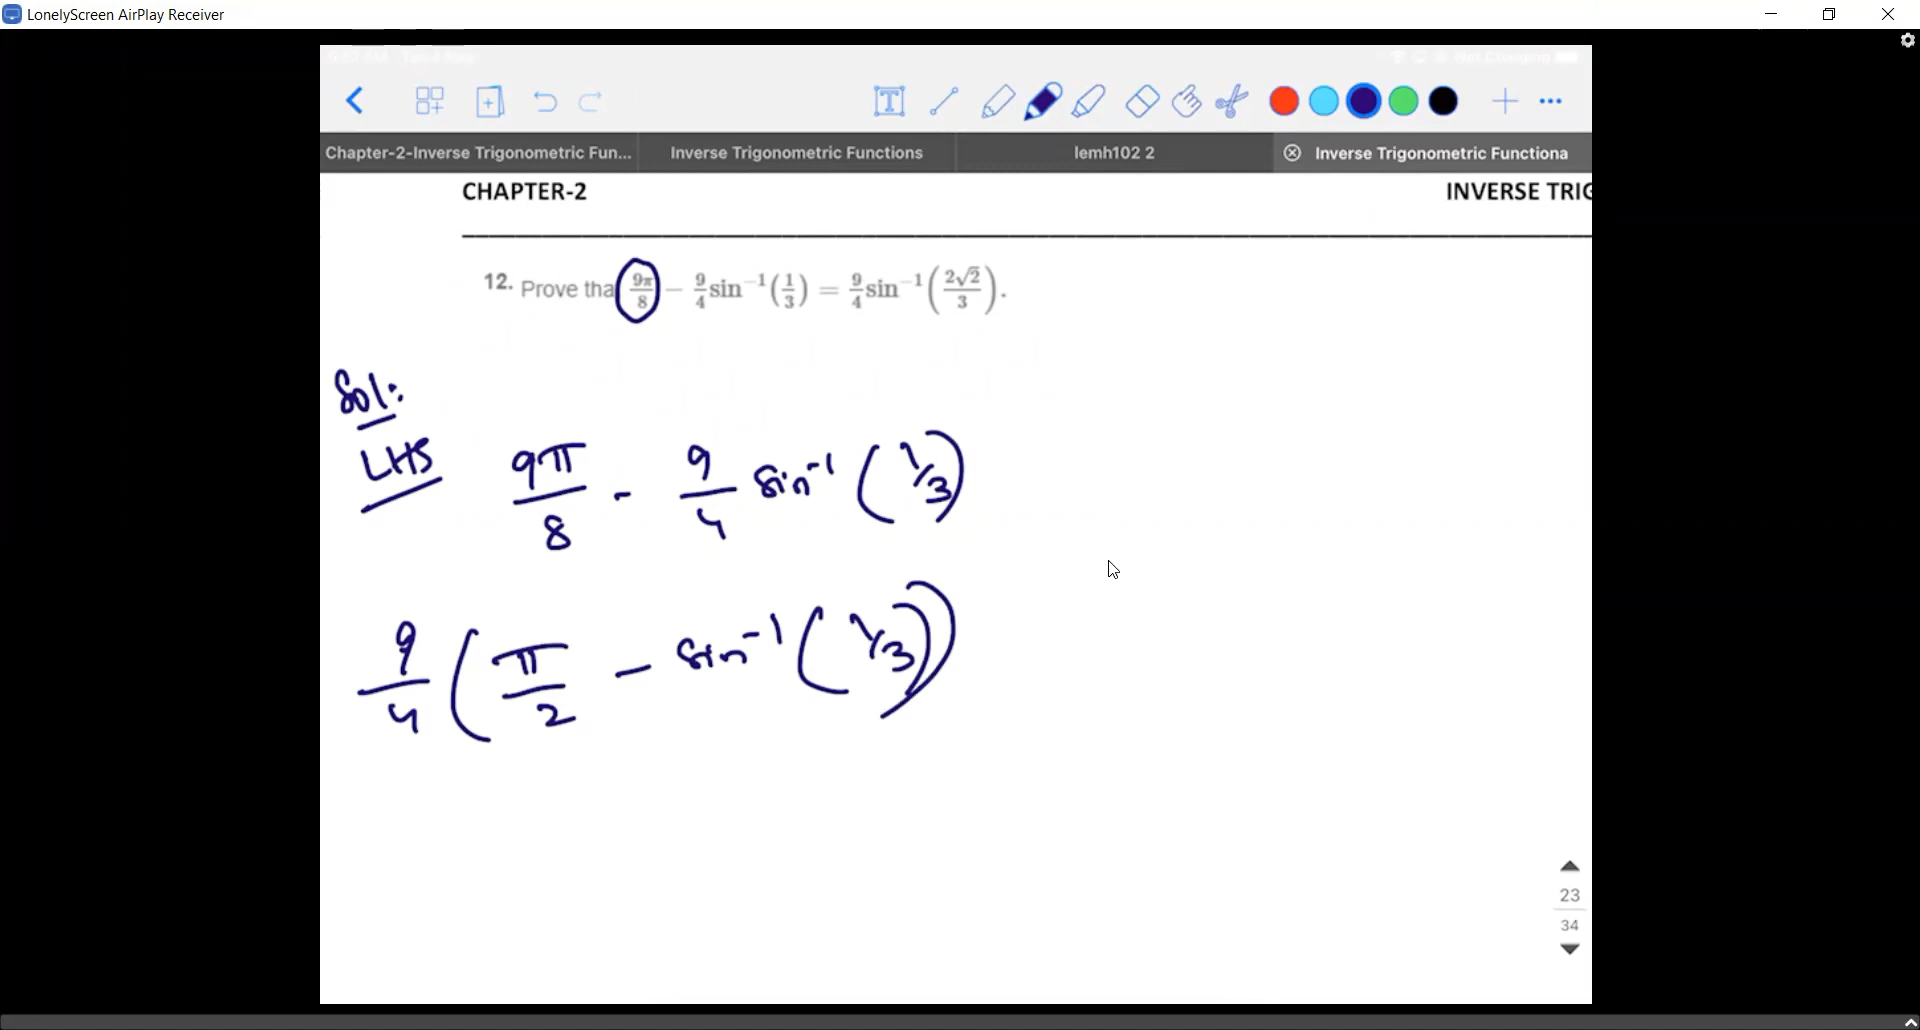 LonelyScreen AirPlay Receiver
Chapter-2-Inverse Trigonometric Fun...
Inverse Trigonometric Functions
lemh102 2
Inverse Trigonometric Functiona
CHAPTER-2
INVERSE TRIG
12. Prove tha 9π/8 − 9/4 sin⁻¹(1/3) = 9/4 sin⁻¹(2√2/3).
Sol:
LHS 9π/8 - 9/4 sin⁻¹(1/3)
9/4 (π/2 − sin⁻¹(1/3))
23
34